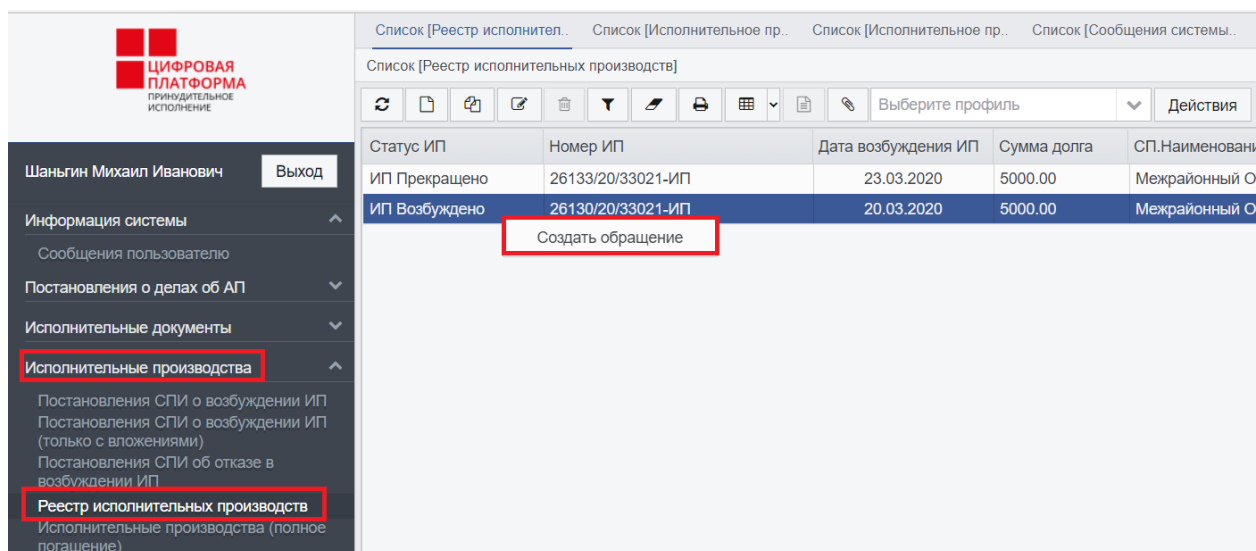 ЦИФРОВАЯ
ПЛАТФОРМА
ПРИНУДИТЕЛЬНОЕ
ИСПОЛНЕНИЕ
Шаньгин Михаил Иванович Выход
Информация системы
Сообщения пользователю
Постановления о делах об АП
Исполнительные документы
Исполнительные производства
Постановления СПИ о возбуждении ИП
Постановления СПИ о возбуждении ИП
(только с вложениями)
Постановления СПИ об отказе в
возбуждении ИП
Реестр исполнительных производств
Исполнительные производства (полное
погашение)
Список [Реестр исполнител.. Список [Исполнительное пр.. Список [Исполнительное пр.. Список [Сообщения системы..
Список [Реестр исполнительных производств]
Выберите профиль Действия
Статус ИП Номер ИП Дата возбуждения ИП Сумма долга СП.Наименовани
ИП Прекращено 26133/20/33021-ИП 23.03.2020 5000.00 Межрайонный О
ИП Возбуждено 26130/20/33021-ИП 20.03.2020 5000.00 Межрайонный О
Создать обращение